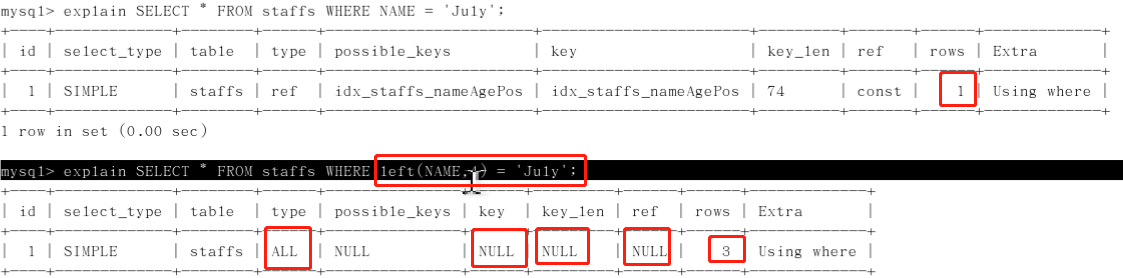 mysql> explain SELECT * FROM staffs WHERE NAME = 'July';
+----+-------------+--------+------+-----------------------+-----------------------+---------+-------+------+-------------+
| id | select_type | table | type | possible_keys | key | key_len | ref | rows | Extra |
+----+-------------+--------+------+-----------------------+-----------------------+---------+-------+------+-------------+
| 1 | SIMPLE | staffs | ref | idx_staffs_nameAgePos | idx_staffs_nameAgePos | 74 | const | 1 | Using where |
+----+-------------+--------+------+-----------------------+-----------------------+---------+-------+------+-------------+
1 row in set (0.00 sec)
mysql> explain SELECT * FROM staffs WHERE left(NAME, ) = 'July';
+----+-------------+--------+------+---------------+------+---------+------+------+-------------+
| id | select_type | table | type | possible_keys | key | key_len | ref | rows | Extra |
+----+-------------+--------+------+---------------+------+---------+------+------+-------------+
| 1 | SIMPLE | staffs | ALL | NULL | NULL | NULL | NULL | 3 | Using where |
+----+-------------+--------+------+---------------+------+---------+------+------+-------------+